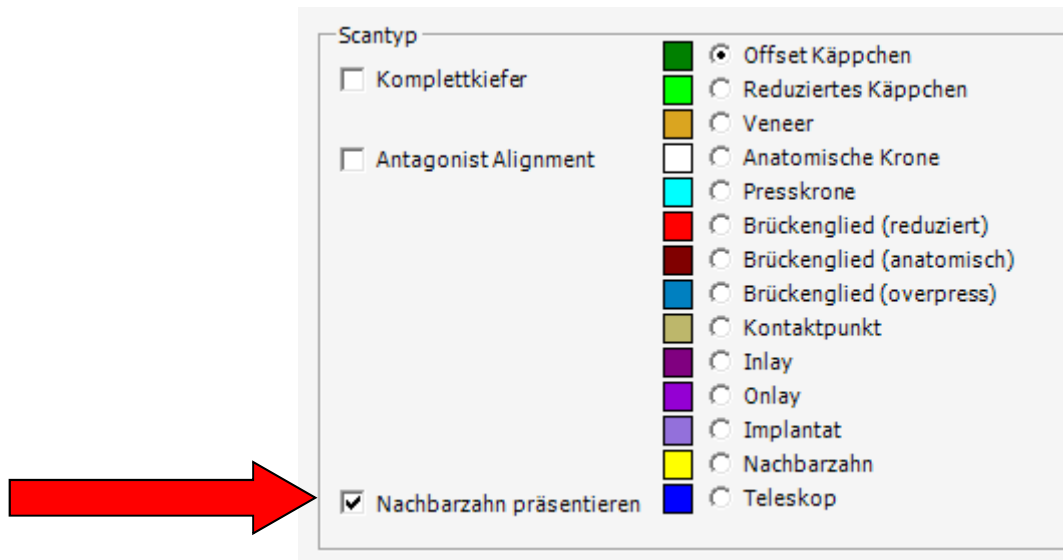 Scantyp
Komplettkiefer
Antagonist Alignment
Nachbarzahn präsentieren
Offset Käppchen
Reduziertes Käppchen
Veneer
Anatomische Krone
Presskrone
Brückenglied (reduziert)
Brückenglied (anatomisch)
Brückenglied (overpress)
Kontaktpunkt
Inlay
Onlay
Implantat
Nachbarzahn
Teleskop